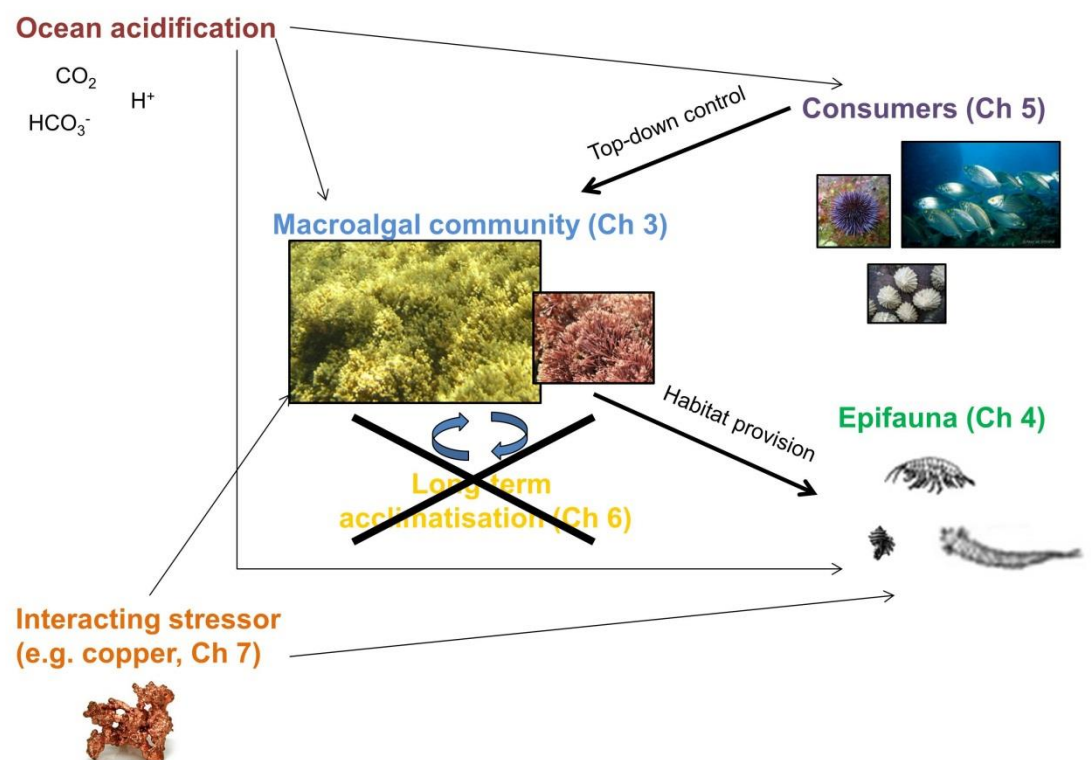 Ocean acidification
CO₂
H⁺
HCO₃⁻
Consumers (Ch 5)
Top-down control
Macroalgal community (Ch 3)
Habitat provision
Epifauna (Ch 4)
Long-term
acclimatisation (Ch 6)
Interacting stressor
(e.g. copper, Ch 7)